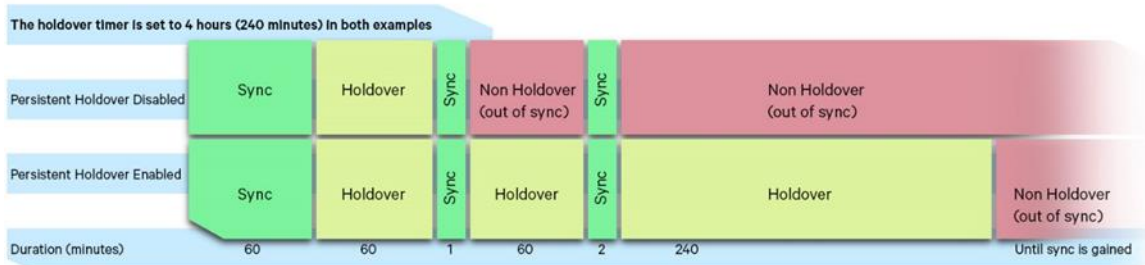 The holdover timer is set to 4 hours (240 minutes) in both examples
Persistent Holdover Disabled
Sync
Holdover
Sync
Non Holdover
(out of sync)
Sync
Non Holdover
(out of sync)
Persistent Holdover Enabled
Sync
Holdover
Sync
Holdover
Sync
Holdover
Non Holdover
(out of sync)
Duration (minutes) 60 60 1 60 2 240 Until sync is gained